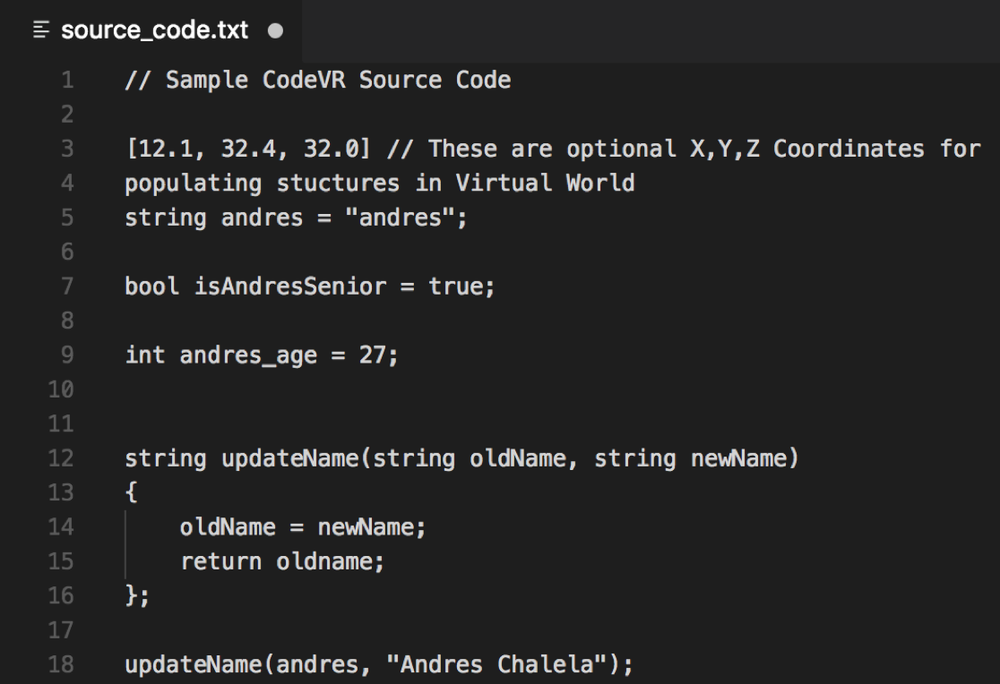 source_code.txt
1 // Sample CodeVR Source Code
2
3 [12.1, 32.4, 32.0] // These are optional X,Y,Z Coordinates for
4 populating stuctures in Virtual World
5 string andres = "andres";
6
7 bool isAndresSenior = true;
8
9 int andres_age = 27;
10
11
12 string updateName(string oldName, string newName)
13 {
14     oldName = newName;
15     return oldname;
16 };
17
18 updateName(andres, "Andres Chalela");